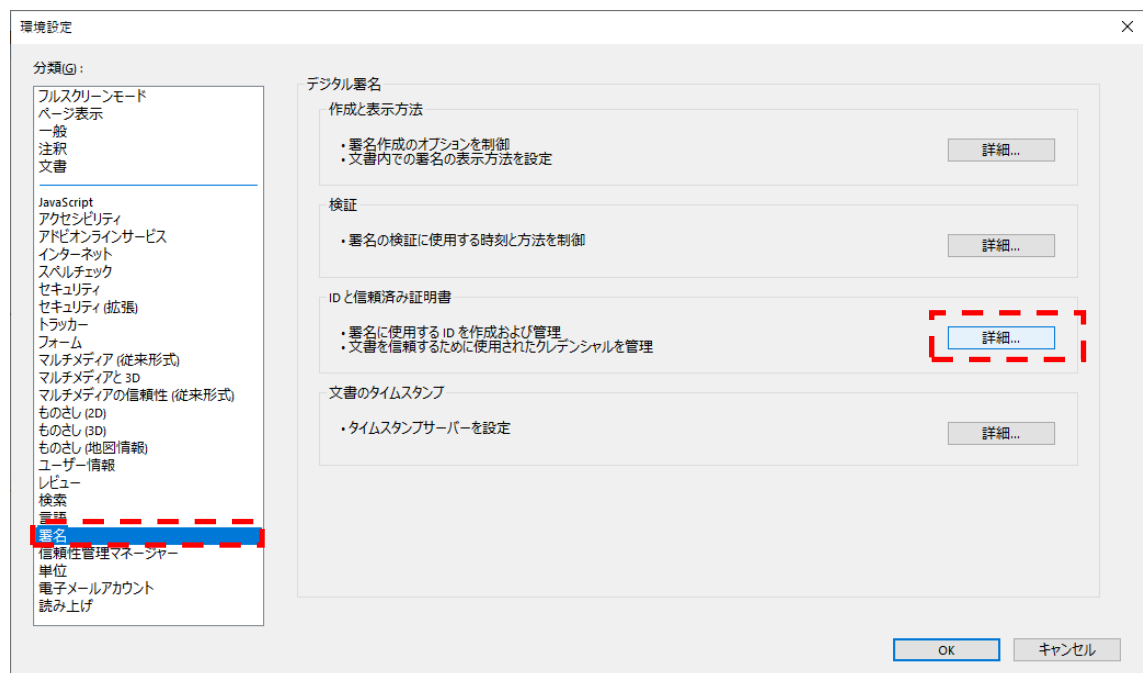 環境設定
分類(G):
フルスクリーンモード
ページ表示
一般
注釈
文書
JavaScript
アクセシビリティ
アドビオンラインサービス
インターネット
スペルチェック
セキュリティ
セキュリティ (拡張)
トラッカー
フォーム
マルチメディア (従来形式)
マルチメディアと 3D
マルチメディアの信頼性 (従来形式)
ものさし (2D)
ものさし (3D)
ものさし (地図情報)
ユーザー情報
レビュー
検索
言語
署名
信頼性管理マネージャー
単位
電子メールアカウント
読み上げ
デジタル署名
作成と表示方法
・署名作成のオプションを制御
・文書内での署名の表示方法を設定
詳細...
検証
・署名の検証に使用する時刻と方法を制御
詳細...
ID と信頼済み証明書
・署名に使用する ID を作成および管理
・文書を信頼するために使用されたクレデンシャルを管理
詳細...
文書のタイムスタンプ
・タイムスタンプサーバーを設定
詳細...
OK
キャンセル